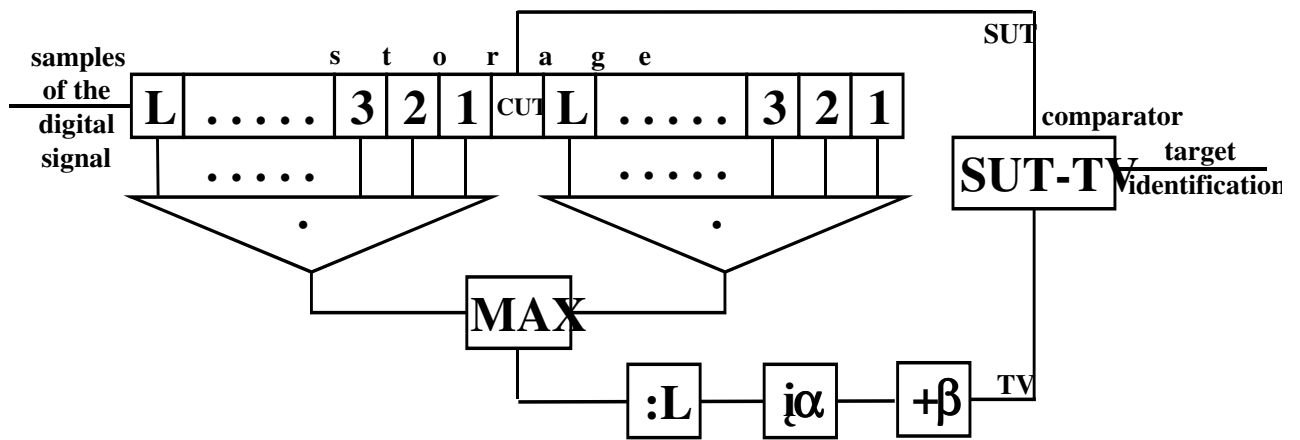 samples
of the
digital
signal
s t o r a g e
L ..... 3 2 1 CUT L ..... 3 2 1
..... .....
. .
SUT
comparator
SUT-TV
target
identification
MAX
:L
įα
+β
TV